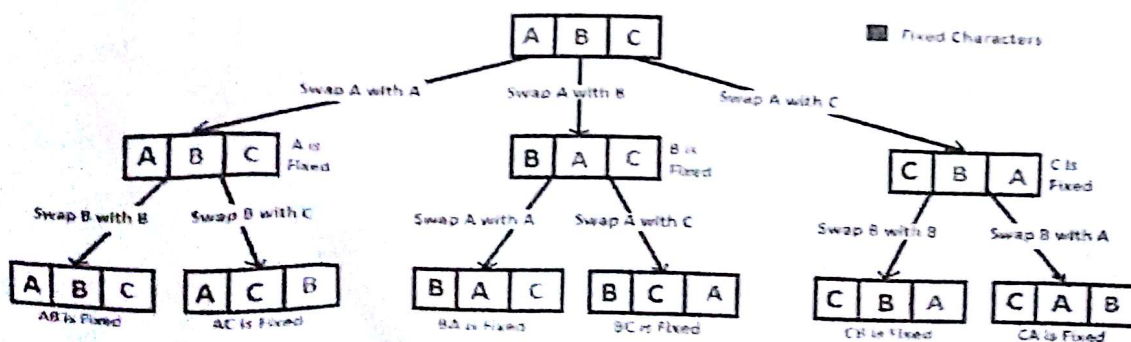 A B C
Fixed Characters
Swap A with A
Swap A with B
Swap A with C
A B C
A is
Fixed
B A C
B is
Fixed
C B A
C is
Fixed
Swap B with B
Swap B with C
Swap A with A
Swap A with C
Swap B with B
Swap B with A
A B C
AB is Fixed
A C B
AC is Fixed
B A C
BA is Fixed
B C A
BC is Fixed
C B A
CB is Fixed
C A B
CA is Fixed